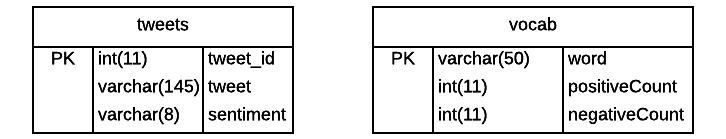 tweets
PK int(11) tweet_id
varchar(145) tweet
varchar(8) sentiment
vocab
PK varchar(50) word
int(11) positiveCount
int(11) negativeCount